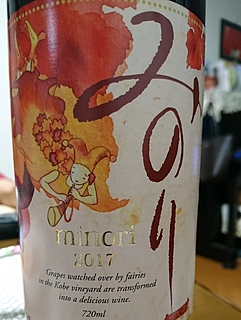 みのり
minori
2017
Grapes watched over by fairies
in the Kobe vineyard are transformed
into a delicious wine.
720ml